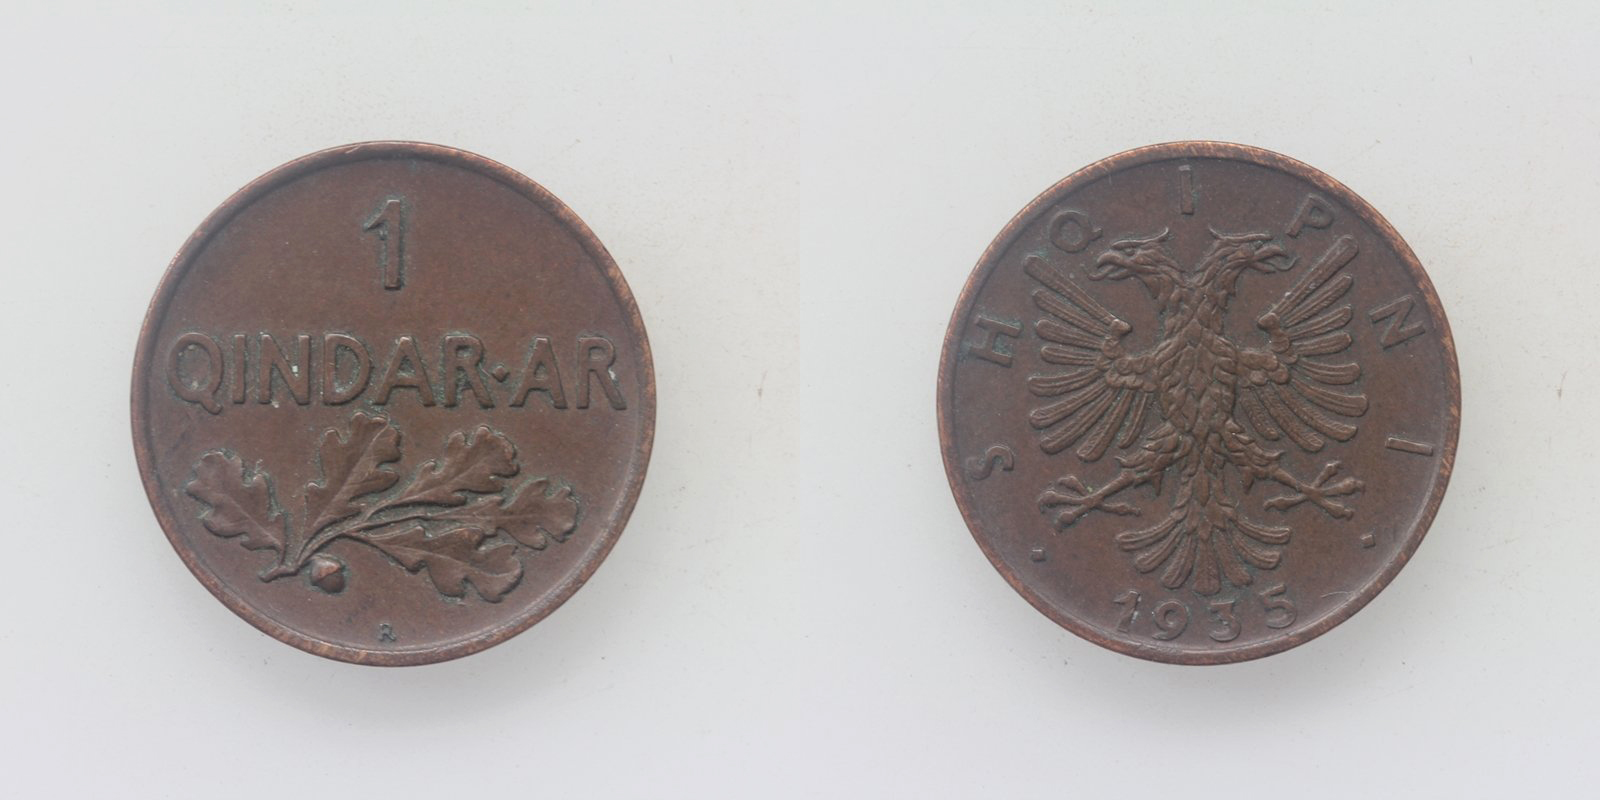 1
QINDAR·AR
R
SHQIPNI
· 1935 ·